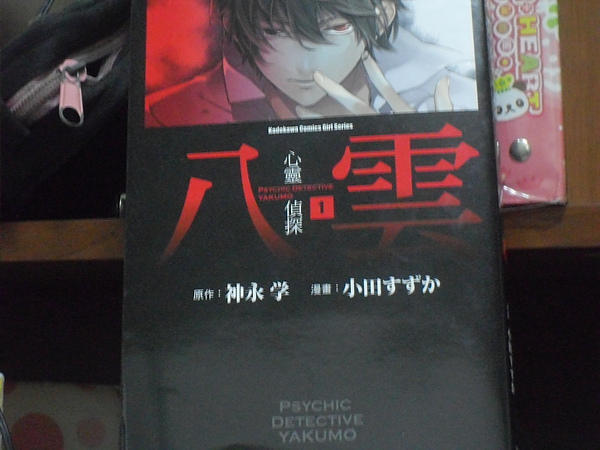 Kadokawa Comics Girl Series
八雲
心靈偵探
PSYCHIC DETECTIVE
YAKUMO
1
原作：神永 学 漫畫：小田すずか
PSYCHIC
DETECTIVE
YAKUMO
HEART